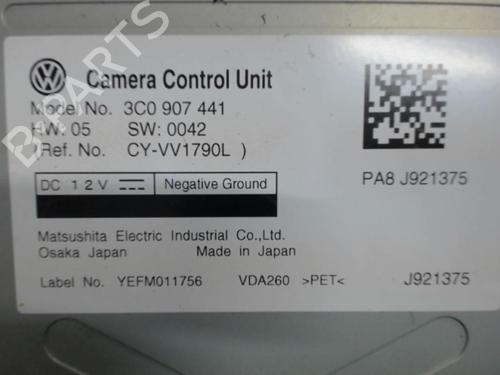 B-PARTS
Camera Control Unit
Model No. 3C0 907 441
HW: 05 SW: 0042
(Ref. No. CY-VV1790L )
DC 12V Negative Ground
PA8 J921375
Matsushita Electric Industrial Co.,Ltd.
Osaka Japan Made in Japan
Label No. YEFM011756 VDA260 >PET< J921375